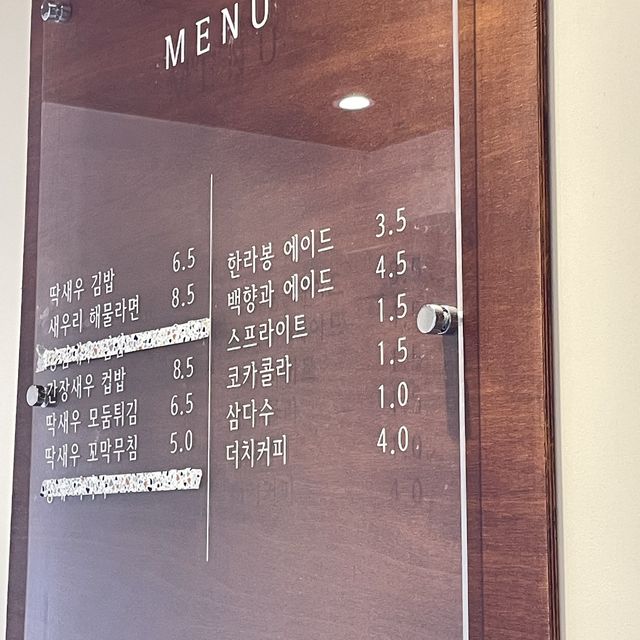 MENU
딱새우 김밥 6.5
새우리 해물라면 8.5
간장새우 컵밥 8.5
딱새우 모둠튀김 6.5
딱새우 꼬막무침 5.0
한라봉 에이드 3.5
백향과 에이드 4.5
스프라이트 1.5
코카콜라 1.5
삼다수 1.0
더치커피 4.0